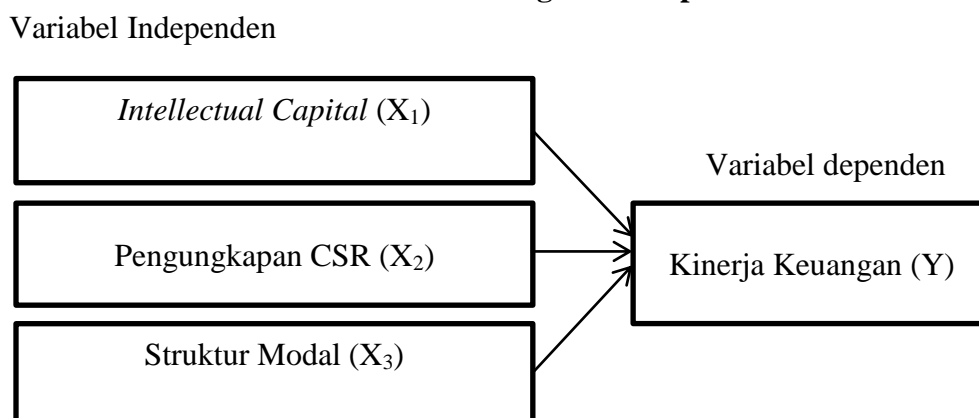 Variabel Independen
Intellectual Capital (X₁)
Variabel dependen
Pengungkapan CSR (X₂)
Kinerja Keuangan (Y)
Struktur Modal (X₃)